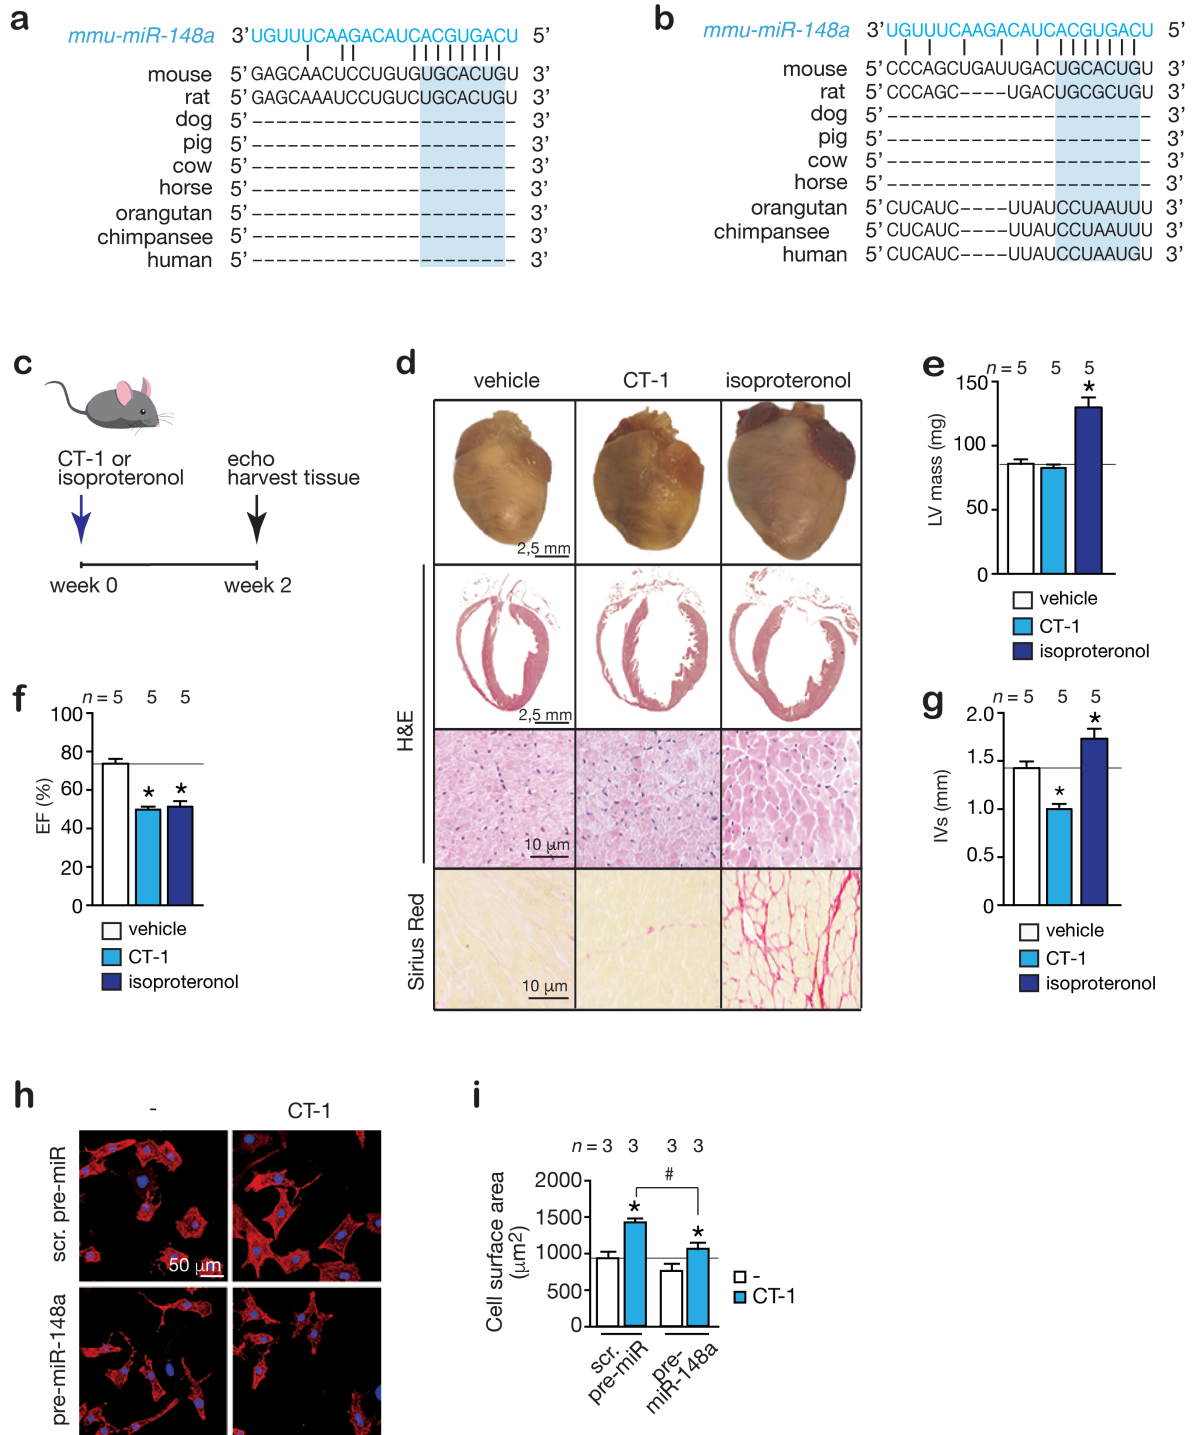 a
mmu-miR-148a 3’UGUUUCAAGACAUCACGUGACU 5’
mouse 5’GAGCAACUCCUGUGUGCACUGU 3’
rat 5’GAGCAAAUCCUGUCUGCACUGU 3’
dog 5’---------------------- 3’
pig 5’---------------------- 3’
cow 5’---------------------- 3’
horse 5’---------------------- 3’
orangutan 5’---------------------- 3’
chimpansee 5’---------------------- 3’
human 5’---------------------- 3’
b
mmu-miR-148a 3’UGUUUCAAGACAUCACGUGACU 5’
mouse 5’CCCAGCUGAUUGACUGCACUGU 3’
rat 5’CCCAGC----UGACUGCGCUGU 3’
dog 5’---------------------- 3’
pig 5’---------------------- 3’
cow 5’---------------------- 3’
horse 5’---------------------- 3’
orangutan 5’CUCAUC----UUAUCCUAAUUU 3’
chimpansee 5’CUCAUC----UUAUCCUAAUUU 3’
human 5’CUCAUC----UUAUCCUAAUGU 3’
c
CT-1 or
isoproteronol
echo
harvest tissue
week 0
week 2
d
vehicle CT-1 isoproteronol
2,5 mm
2,5 mm
H&E
10 µm
Sirius Red
10 µm
e
n = 5 5 5
150
100
50
0
LV mass (mg)
*
vehicle
CT-1
isoproteronol
f
n = 5 5 5
100
80
60
40
20
0
EF (%)
* *
vehicle
CT-1
isoproteronol
g
n = 5 5 5
2.0
1.5
1.0
0.5
0
IVs (mm)
* *
vehicle
CT-1
isoproteronol
h
- CT-1
scr. pre-miR
50 µm
pre-miR-148a
i
n = 3 3 3 3
#
2000
1500
1000
500
0
Cell surface area
(µm2)
* *
-
CT-1
scr.
pre-miR
pre-
miR-148a